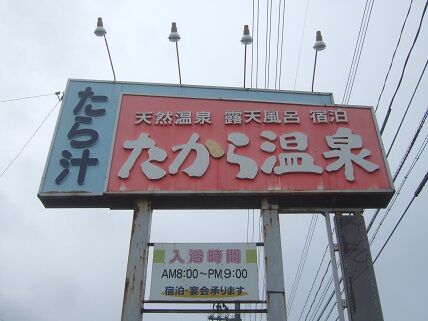 たら汁
天然温泉 露天風呂 宿泊
たから温泉
入浴時間
AM8:00〜PM9:00
宿泊・宴会承ります